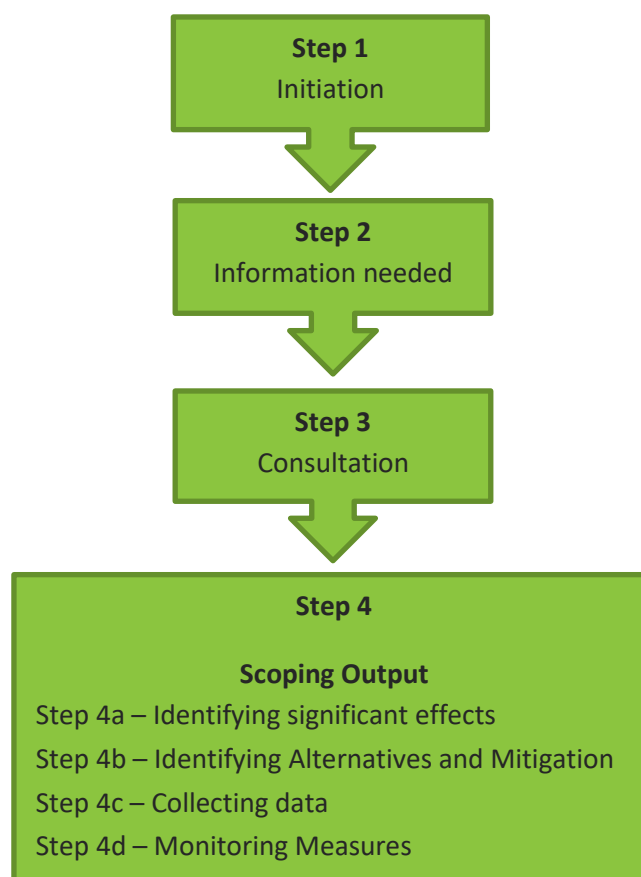 Step 1
Initiation
Step 2
Information needed
Step 3
Consultation
Step 4
Scoping Output
Step 4a – Identifying significant effects
Step 4b – Identifying Alternatives and Mitigation
Step 4c – Collecting data
Step 4d – Monitoring Measures